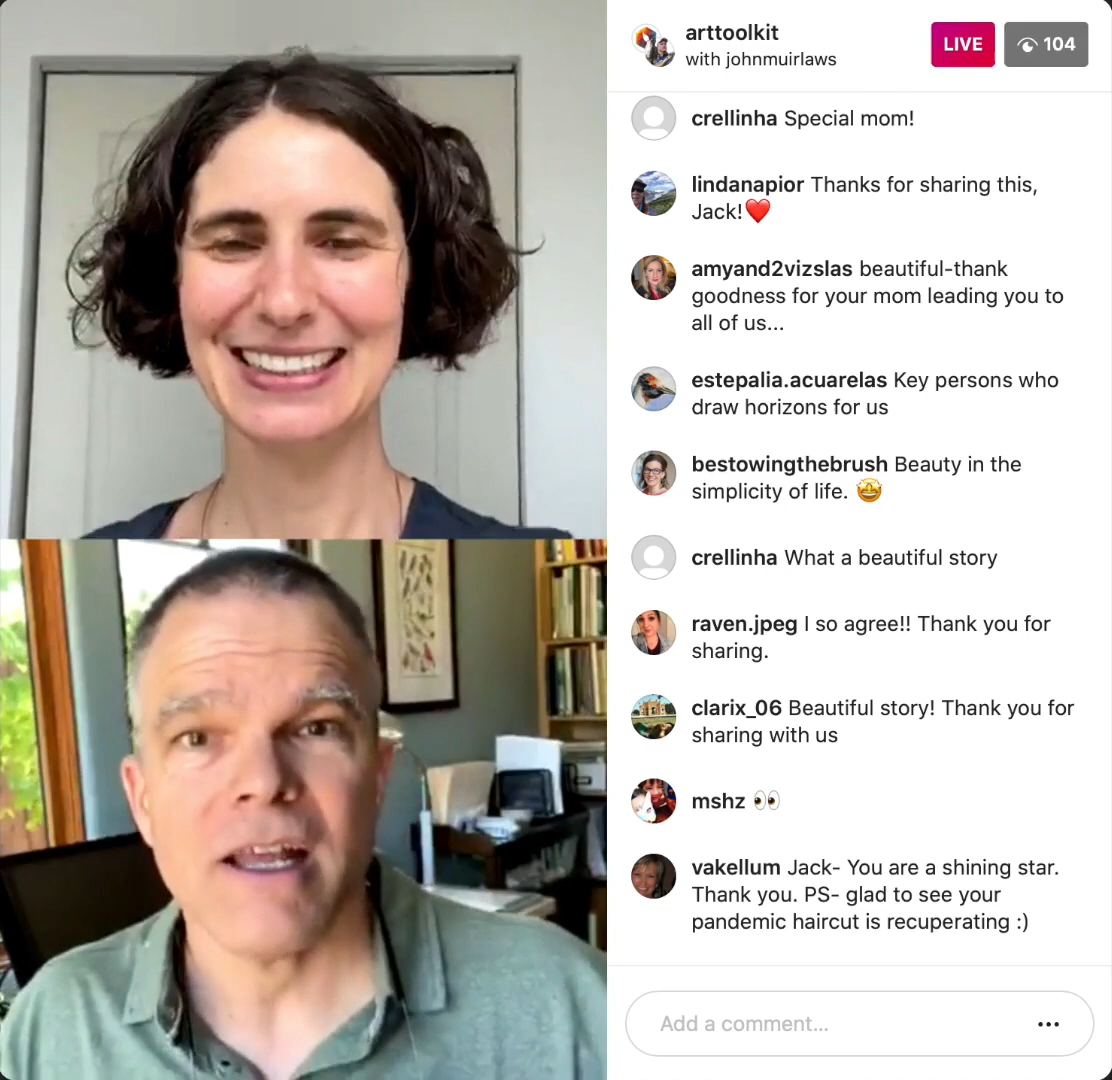 arttoolkit
with johnmuirlaws
LIVE
104
crellinha Special mom!
lindanapior Thanks for sharing this,
Jack!❤️
amyand2vizslas beautiful-thank
goodness for your mom leading you to
all of us...
estepalia.acuarelas Key persons who
draw horizons for us
bestowingthebrush Beauty in the
simplicity of life. 🤩
crellinha What a beautiful story
raven.jpeg I so agree!! Thank you for
sharing.
clarix_06 Beautiful story! Thank you for
sharing with us
mshz 👀
vakellum Jack- You are a shining star.
Thank you. PS- glad to see your
pandemic haircut is recuperating :)
Add a comment...